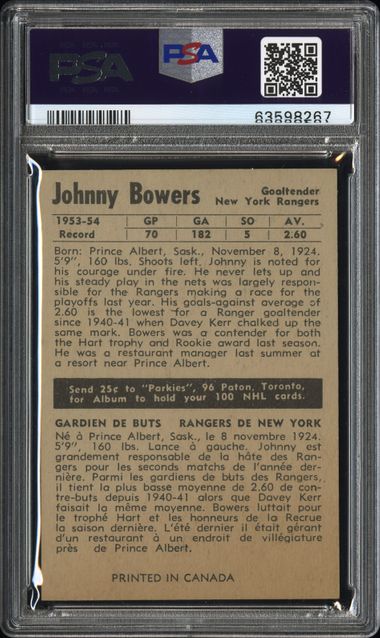 PSA
PSA
63598267
Johnny Bowers
Goaltender
New York Rangers
1953-54 GP GA SO AV.
Record 70 182 5 2.60
Born: Prince Albert, Sask., November 8, 1924.
5'9", 160 lbs. Shoots left. Johnny is noted for
his courage under fire. He never lets up and
his steady play in the nets was largely respon-
sible for the Rangers making a race for the
playoffs last year. His goals-against average of
2.60 is the lowest for a Ranger goaltender
since 1940-41 when Davey Kerr chalked up the
same mark. Bowers was a contender for both
the Hart trophy and Rookie award last season.
He was a restaurant manager last summer at
a resort near Prince Albert.
Send 25¢ to "Parkies", 96 Paton, Toronto,
for Album to hold your 100 NHL cards.
GARDIEN DE BUTS RANGERS DE NEW YORK
Né à Prince Albert, Sask., le 8 novembre 1924.
5'9", 160 lbs. Lance à gauche. Johnny est
grandement responsable de la hâte des Ran-
gers pour les seconds matchs de l'année der-
nière. Parmi les gardiens de buts des Rangers,
il tient la plus basse moyenne de 2.60 de con-
tre-buts depuis 1940-41 alors que Davey Kerr
faisait la même moyenne. Bowers luttait pour
le trophé Hart et les honneurs de la Recrue
la saison dernière. L'été dernier il était gérant
d'un restaurant à un endroit de villégiature
près de Prince Albert.
PRINTED IN CANADA